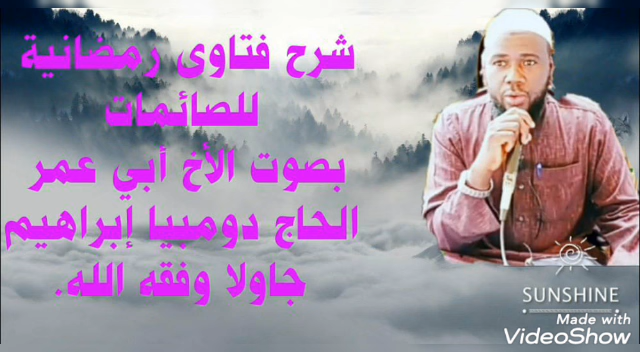 شرح فتاوى رمضانية
للصائمات
بصوت الأخ أبي عمر
الحاج دومبيا إبراهيم
جاولا وفقه الله.
SUNSHINE
Made with
VideoShow